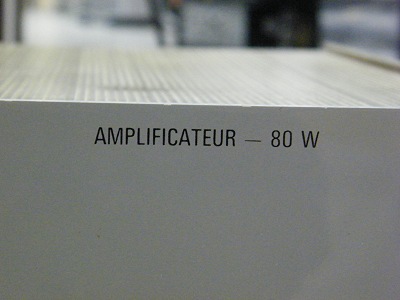 AMPLIFICATEUR — 80 W